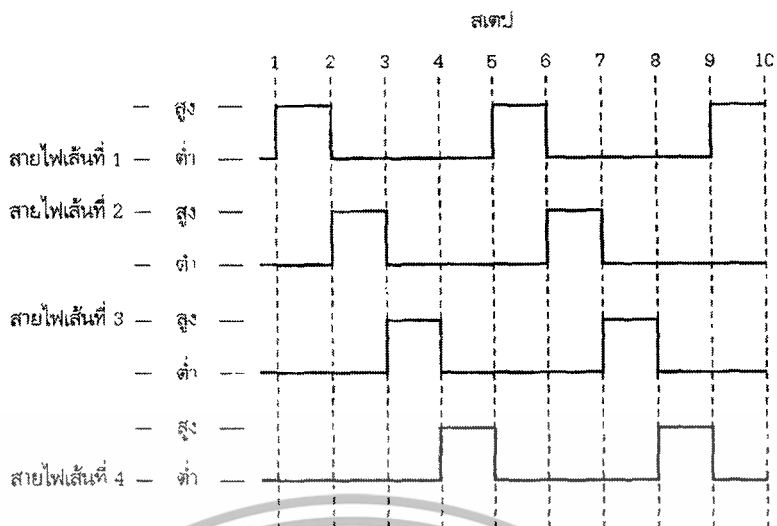 สเตป
1 2 3 4 5 6 7 8 9 10
— สูง —
สายไฟเส้นที่ 1 — ต่ำ —
สายไฟเส้นที่ 2 — สูง —
— ต่ำ —
สายไฟเส้นที่ 3 — สูง —
— ต่ำ —
— สูง —
สายไฟเส้นที่ 4 — ต่ำ —